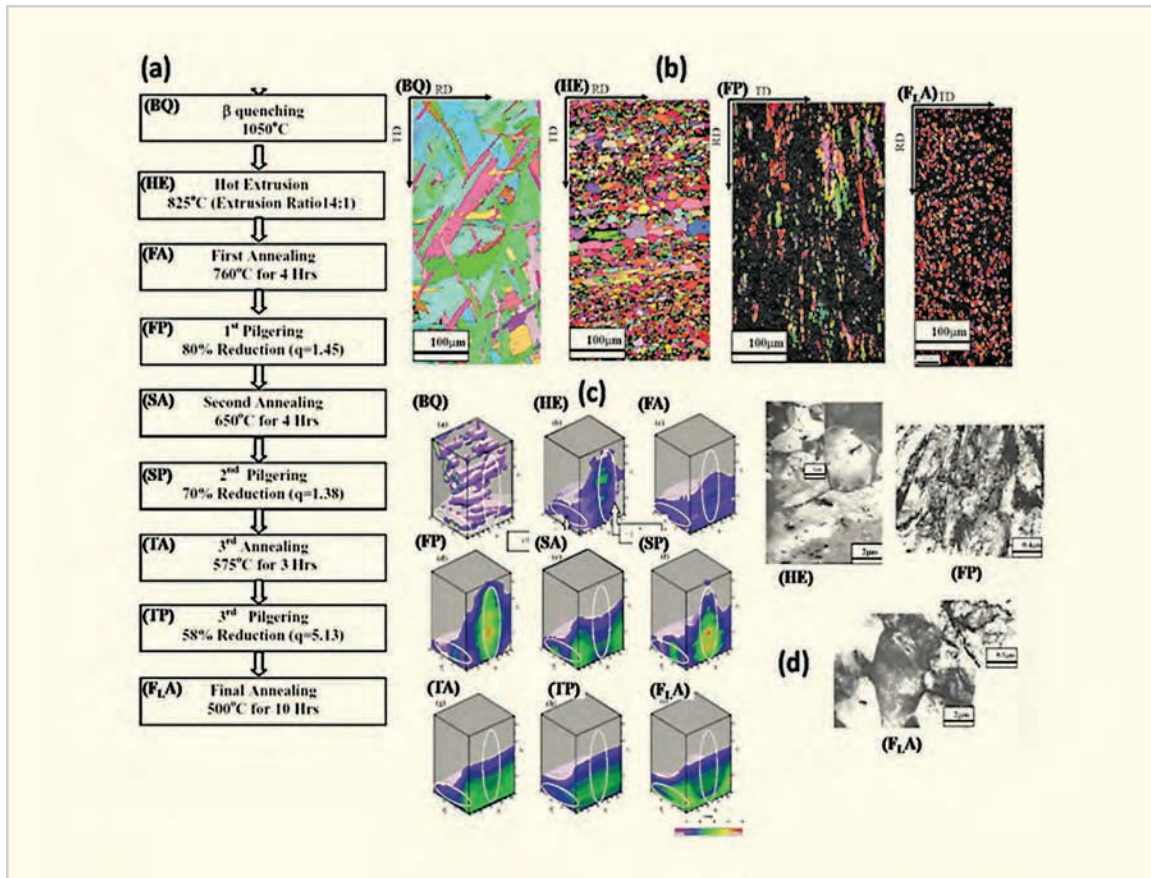 (a)
(BQ)
β quenching
1050°C
(HE)
Hot Extrusion
825°C (Extrusion Ratio14:1)
(FA)
First Annealing
760°C for 4 Hrs
(FP)
1st Pilgering
80% Reduction (q=1.45)
(SA)
Second Annealing
650°C for 4 Hrs
(SP)
2nd Pilgering
70% Reduction (q=1.38)
(TA)
3rd Annealing
575°C for 3 Hrs
(TP)
3rd Pilgering
58% Reduction (q=5.13)
(FLA)
Final Annealing
500°C for 10 Hrs
(b)
(BQ) RD
TD
100μm
(HE) RD
TD
100μm
(FP) TD
RD
100μm
(FLA) TD
RD
100μm
(c)
(BQ)
(a)
(HE)
(b)
(FA)
(c)
(FP)
(d)
(SA)
(e)
(SP)
(f)
(TA)
(g)
(TP)
(h)
(FLA)
(d)
2μm
(HE)
(FP)
2μm
(FLA)